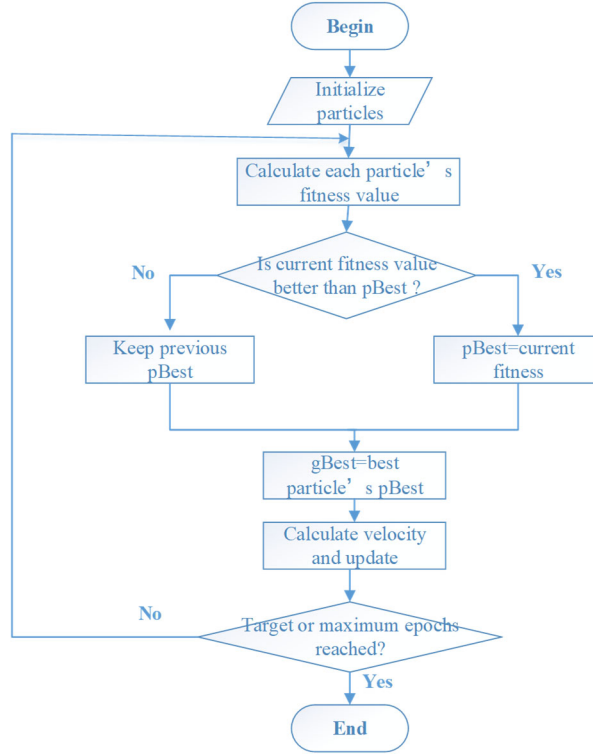 Begin
Initialize
particles
Calculate each particle’s
fitness value
Is current fitness value
better than pBest ?
No
Yes
Keep previous
pBest
pBest=current
fitness
gBest=best
particle’s pBest
Calculate velocity
and update
Target or maximum epochs
reached?
No
Yes
End